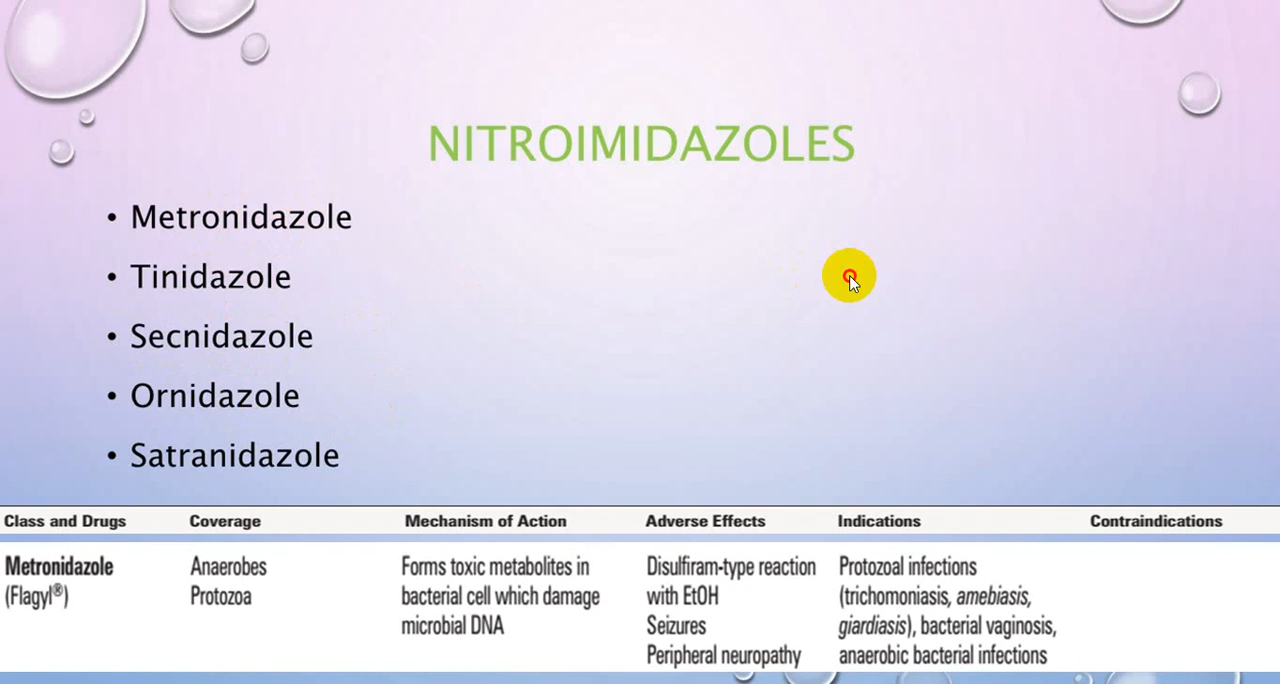 NITROIMIDAZOLES
• Metronidazole
• Tinidazole
• Secnidazole
• Ornidazole
• Satranidazole
Class and Drugs Coverage Mechanism of Action Adverse Effects Indications Contraindications
Metronidazole Anaerobes Forms toxic metabolites in Disulfiram-type reaction Protozoal infections
(Flagyl®) Protozoa bacterial cell which damage with EtOH (trichomoniasis, amebiasis,
microbial DNA Seizures giardiasis), bacterial vaginosis,
Peripheral neuropathy anaerobic bacterial infections